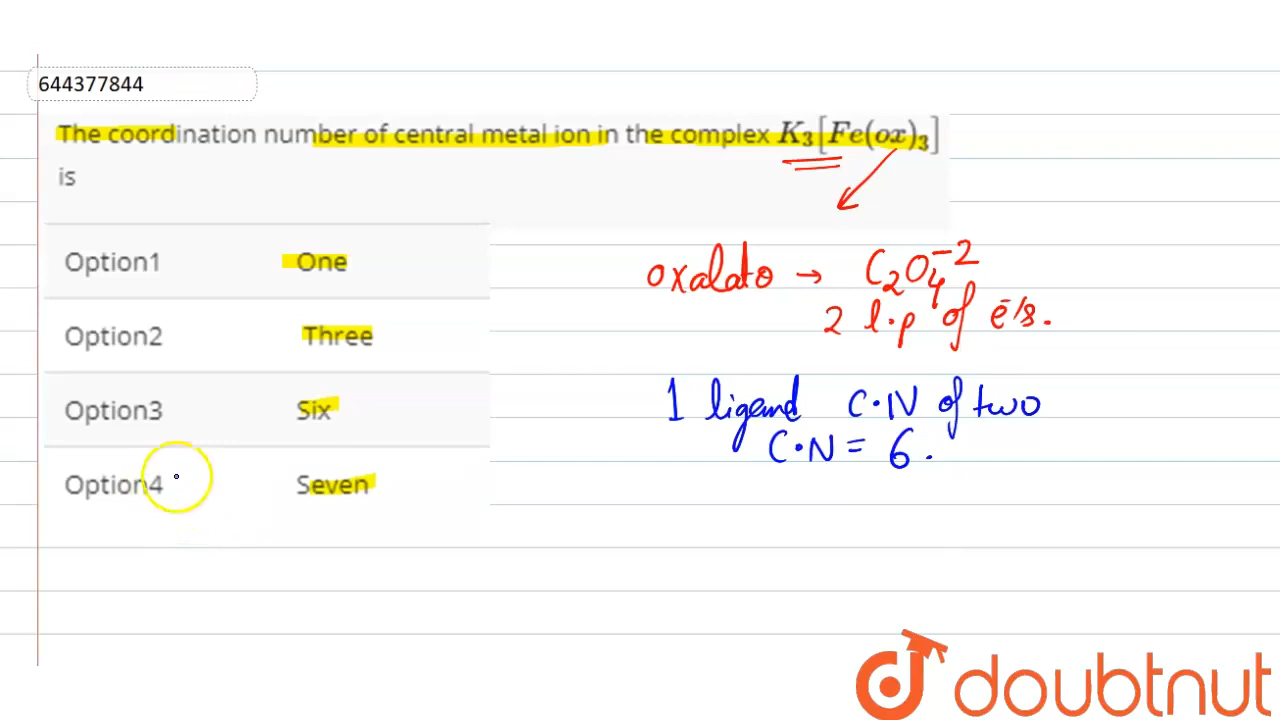 644377844
The coordination number of central metal ion in the complex K₃[Fe(ox)₃]
is
Option1 One
Option2 Three
Option3 Six
Option4 Seven
oxalato → C₂O₄⁻²
2 l.p of e⁻/s.
1 ligand C.N of two
C.N = 6.
doubtnut